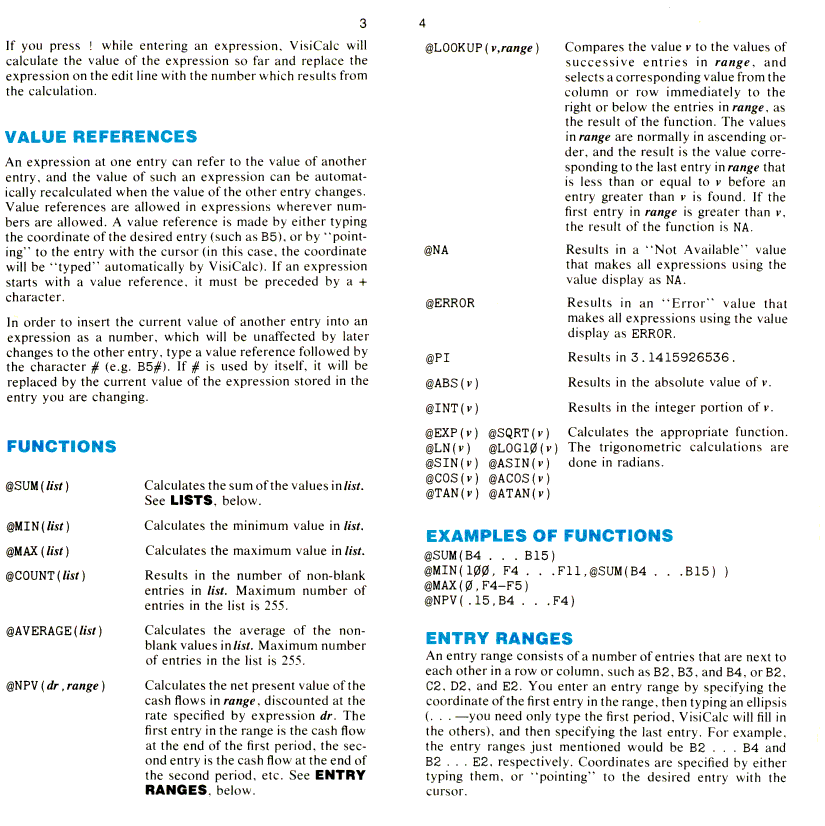 3
If you press ! while entering an expression, VisiCalc will
calculate the value of the expression so far and replace the
expression on the edit line with the number which results from
the calculation.
VALUE REFERENCES
An expression at one entry can refer to the value of another
entry, and the value of such an expression can be automat-
ically recalculated when the value of the other entry changes.
Value references are allowed in expressions wherever num-
bers are allowed. A value reference is made by either typing
the coordinate of the desired entry (such as B5), or by “point-
ing” to the entry with the cursor (in this case, the coordinate
will be “typed” automatically by VisiCalc). If an expression
starts with a value reference, it must be preceded by a +
character.
In order to insert the current value of another entry into an
expression as a number, which will be unaffected by later
changes to the other entry, type a value reference followed by
the character # (e.g. B5#). If # is used by itself, it will be
replaced by the current value of the expression stored in the
entry you are changing.
FUNCTIONS
@SUM(list) Calculates the sum of the values in list.
See LISTS, below.
@MIN(list) Calculates the minimum value in list.
@MAX(list) Calculates the maximum value in list.
@COUNT(list) Results in the number of non-blank
entries in list. Maximum number of
entries in the list is 255.
@AVERAGE(list) Calculates the average of the non-
blank values in list. Maximum number
of entries in the list is 255.
@NPV(dr,range) Calculates the net present value of the
cash flows in range, discounted at the
rate specified by expression dr. The
first entry in the range is the cash flow
at the end of the first period, the sec-
ond entry is the cash flow at the end of
the second period, etc. See ENTRY
RANGES, below.
4
@LOOKUP(v,range) Compares the value v to the values of
successive entries in range, and
selects a corresponding value from the
column or row immediately to the
right or below the entries in range, as
the result of the function. The values
in range are normally in ascending or-
der, and the result is the value corre-
sponding to the last entry in range that
is less than or equal to v before an
entry greater than v is found. If the
first entry in range is greater than v,
the result of the function is NA.
@NA Results in a “Not Available” value
that makes all expressions using the
value display as NA.
@ERROR Results in an “Error” value that
makes all expressions using the value
display as ERROR.
@PI Results in 3.1415926536.
@ABS(v) Results in the absolute value of v.
@INT(v) Results in the integer portion of v.
@EXP(v) @SQRT(v) Calculates the appropriate function.
@LN(v) @LOG10(v) The trigonometric calculations are
@SIN(v) @ASIN(v) done in radians.
@COS(v) @ACOS(v)
@TAN(v) @ATAN(v)
EXAMPLES OF FUNCTIONS
@SUM(B4 . . . B15)
@MIN(100, F4 . . .F11,@SUM(B4 . . .B15) )
@MAX(0,F4–F5)
@NPV(.15,B4 . . .F4)
ENTRY RANGES
An entry range consists of a number of entries that are next to
each other in a row or column, such as B2, B3, and B4, or B2,
C2, D2, and E2. You enter an entry range by specifying the
coordinate of the first entry in the range, then typing an ellipsis
(. . . —you need only type the first period, VisiCalc will fill in
the others), and then specifying the last entry. For example,
the entry ranges just mentioned would be B2 . . . B4 and
B2 . . . E2, respectively. Coordinates are specified by either
typing them, or “pointing” to the desired entry with the
cursor.